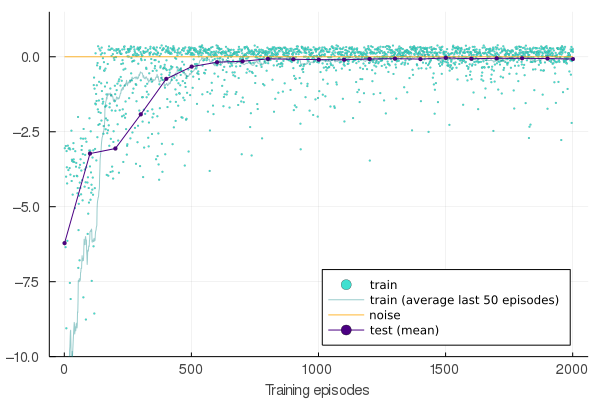 0.0
−2.5
−5.0
−7.5
−10.0
0 500 1000 1500 2000
Training episodes
train
train (average last 50 episodes)
noise
test (mean)